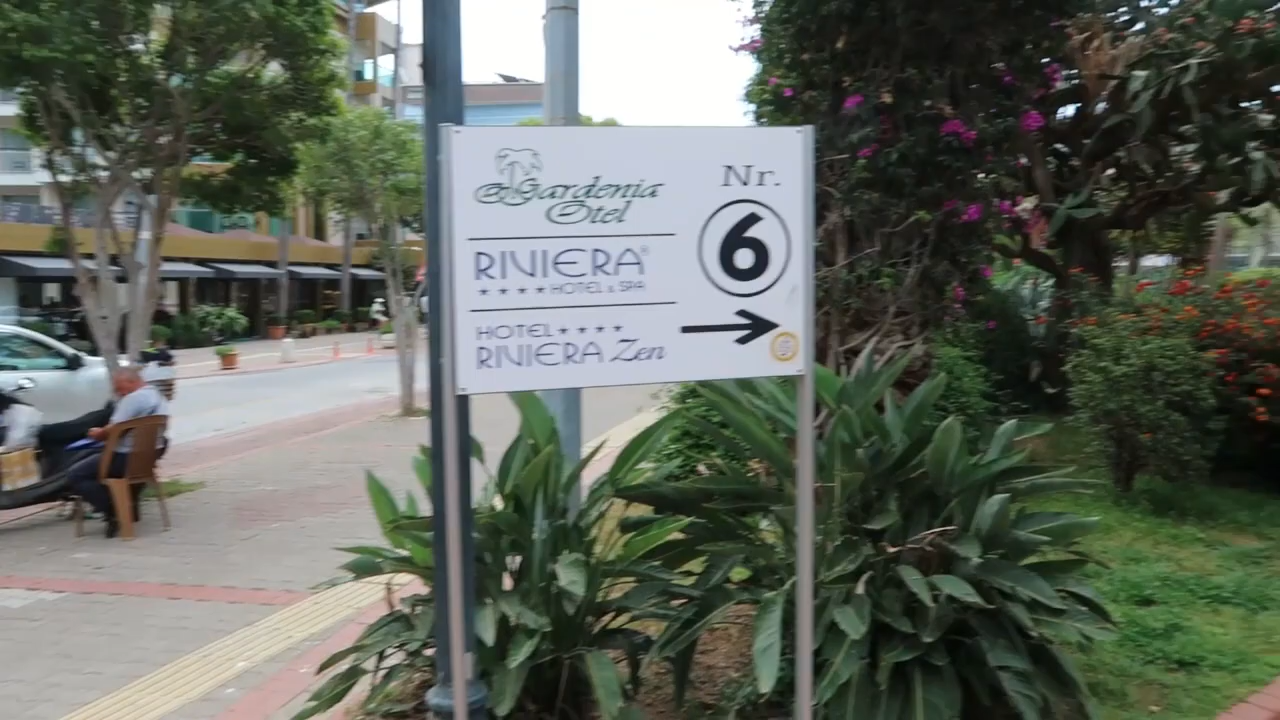 Gardenia
Otel
RIVIERA®
★★★★ HOTEL & SPA
HOTEL ★★★★
RIVIERA Zen
Nr.
6
→